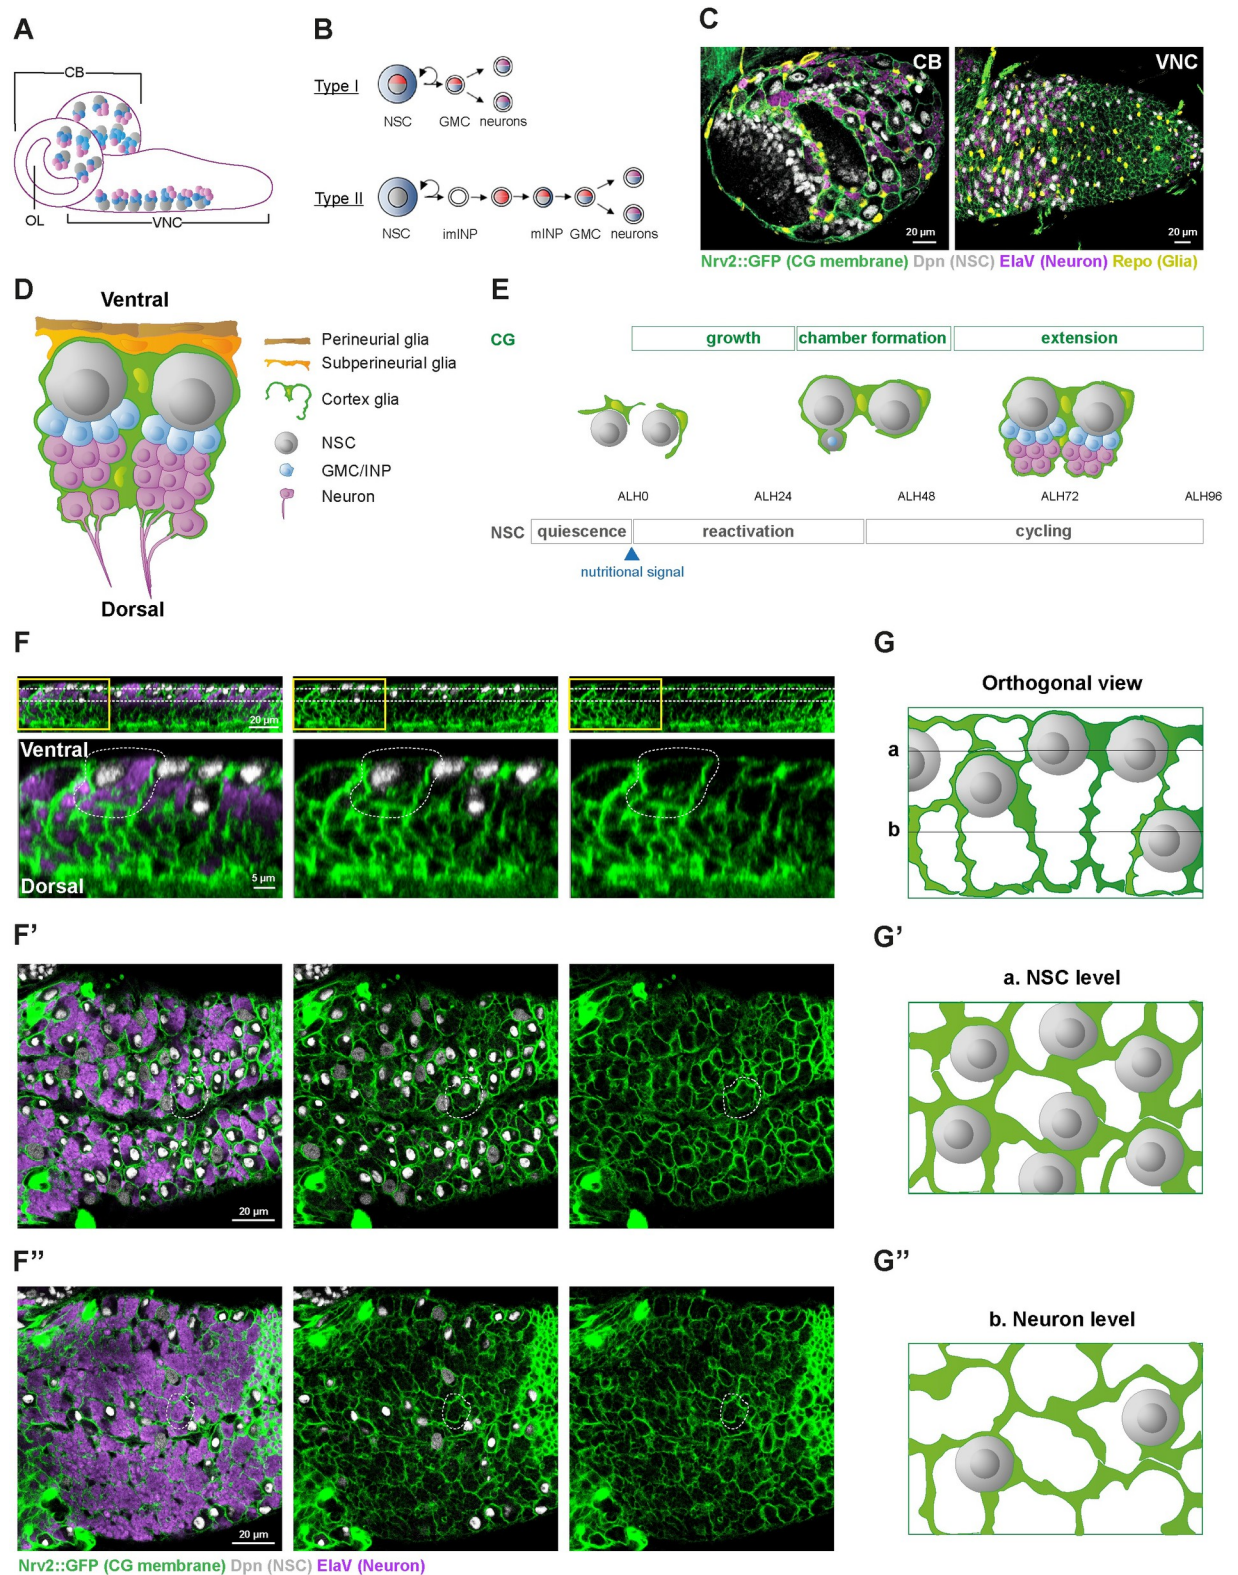 A
CB
OL
VNC
B
Type I
NSC
GMC
neurons
Type II
NSC
imINP
mINP
GMC
neurons
C
CB
20 µm
VNC
20 µm
Nrv2::GFP (CG membrane) Dpn (NSC) ElaV (Neuron) Repo (Glia)
D
Ventral
Dorsal
Perineurial glia
Subperineurial glia
Cortex glia
NSC
GMC/INP
Neuron
E
CG
growth
chamber formation
extension
ALH0
ALH24
ALH48
ALH72
ALH96
NSC
quiescence
reactivation
cycling
nutritional signal
F
20 µm
Ventral
Dorsal
5 µm
G
Orthogonal view
a
b
F’
20 µm
G’
a. NSC level
F”
20 µm
G”
b. Neuron level
Nrv2::GFP (CG membrane) Dpn (NSC) ElaV (Neuron)